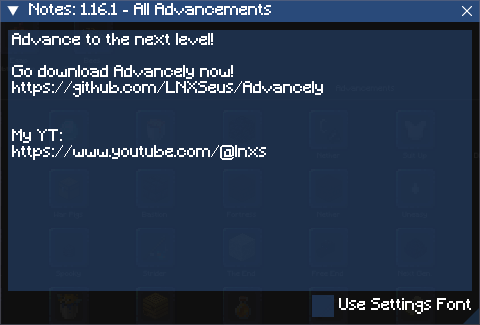 Notes: 1.16.1 - All Advancements
Advance to the next level!
Go download Advancely now!
https://github.com/LNXSeus/Advancely
My YT:
https://www.youtube.com/@lnxs
Use Settings Font